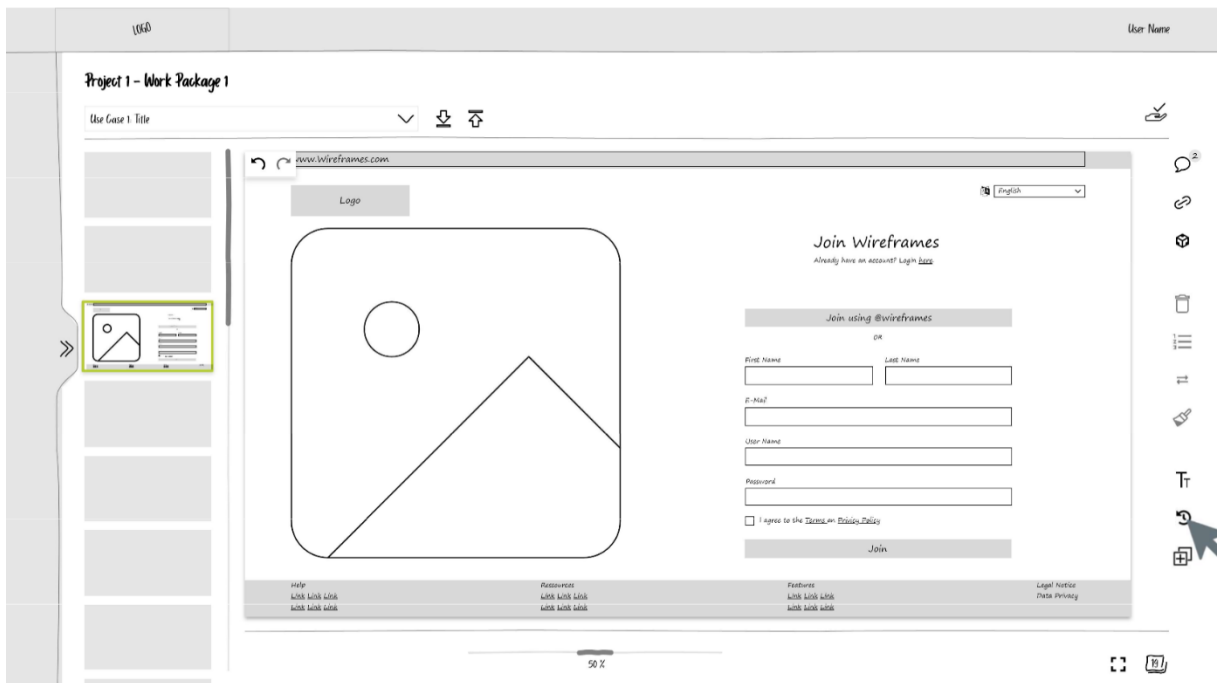 LOGO
User Name
Project 1 - Work Package 1
Use Case 1: Title
www.Wireframes.com
2
Logo
English
Join Wireframes
Already have an account? Login here.
Join using @wireframes
OR
First Name
Last Name
E-Mail
User Name
Password
I agree to the Terms an Privicy Policy
Join
Help
Ressources
Features
Legal Notice
Link Link Link
Link Link Link
Link Link Link
Data Privacy
Link Link Link
Link Link Link
Link Link Link
50 %
19